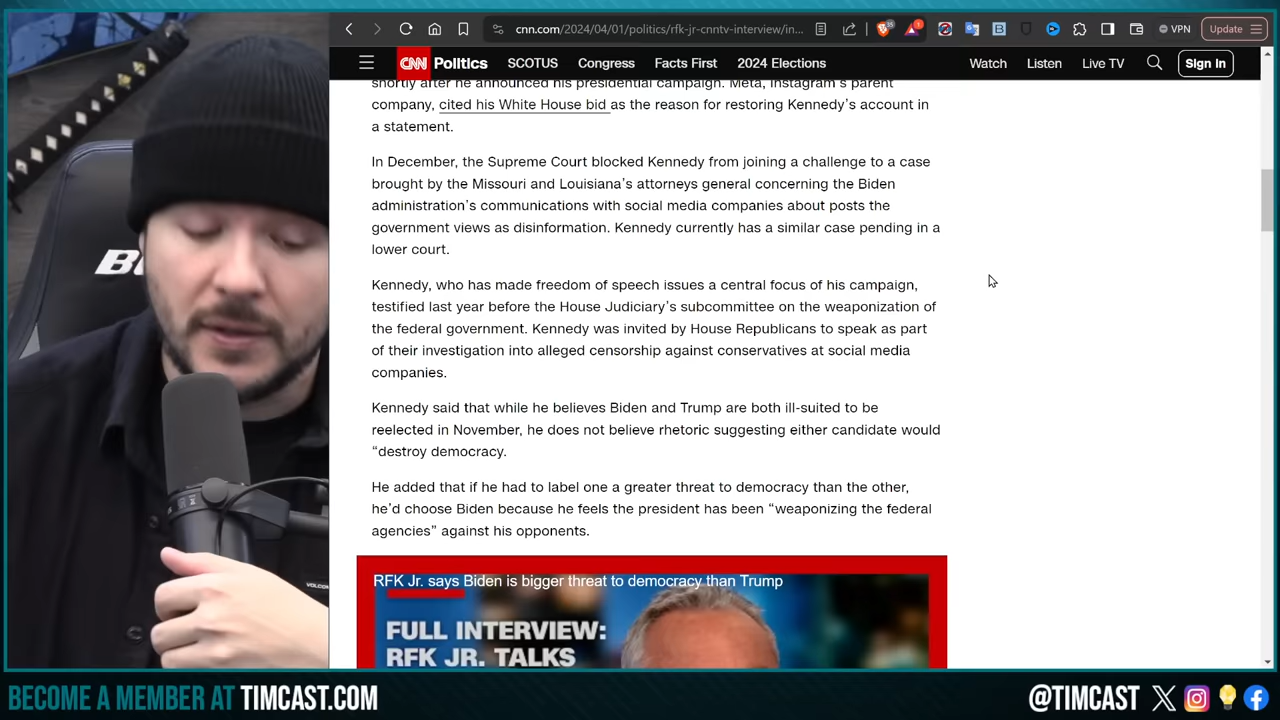 cnn.com/2024/04/01/politics/rfk-jr-cnntv-interview/in...
VPN
Update
CNN Politics SCOTUS Congress Facts First 2024 Elections Watch Listen Live TV Sign In
shortly after he announced his presidential campaign. Meta, Instagram's parent
company, cited his White House bid as the reason for restoring Kennedy's account in
a statement.
In December, the Supreme Court blocked Kennedy from joining a challenge to a case
brought by the Missouri and Louisiana's attorneys general concerning the Biden
administration's communications with social media companies about posts the
government views as disinformation. Kennedy currently has a similar case pending in a
lower court.
Kennedy, who has made freedom of speech issues a central focus of his campaign,
testified last year before the House Judiciary's subcommittee on the weaponization of
the federal government. Kennedy was invited by House Republicans to speak as part
of their investigation into alleged censorship against conservatives at social media
companies.
Kennedy said that while he believes Biden and Trump are both ill-suited to be
reelected in November, he does not believe rhetoric suggesting either candidate would
“destroy democracy.
He added that if he had to label one a greater threat to democracy than the other,
he'd choose Biden because he feels the president has been “weaponizing the federal
agencies” against his opponents.
RFK Jr. says Biden is bigger threat to democracy than Trump
FULL INTERVIEW:
RFK JR. TALKS
BECOME A MEMBER AT TIMCAST.COM
@TIMCAST